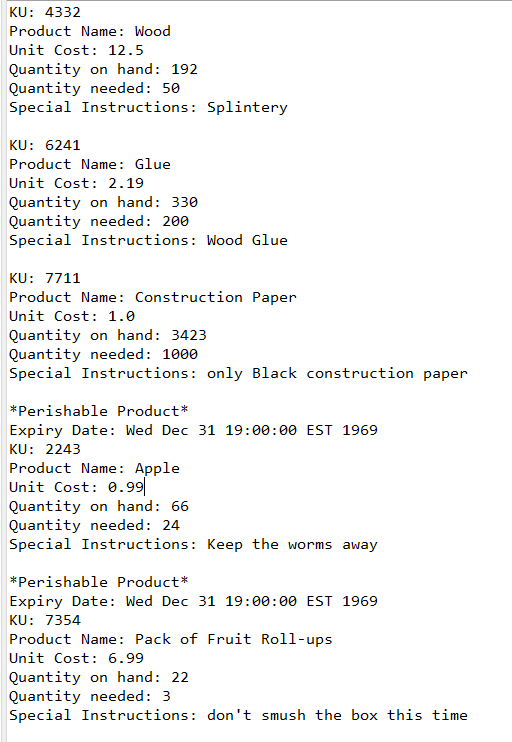 KU: 4332
Product Name: Wood
Unit Cost: 12.5
Quantity on hand: 192
Quantity needed: 50
Special Instructions: Splintery

KU: 6241
Product Name: Glue
Unit Cost: 2.19
Quantity on hand: 330
Quantity needed: 200
Special Instructions: Wood Glue

KU: 7711
Product Name: Construction Paper
Unit Cost: 1.0
Quantity on hand: 3423
Quantity needed: 1000
Special Instructions: only Black construction paper

*Perishable Product*
Expiry Date: Wed Dec 31 19:00:00 EST 1969
KU: 2243
Product Name: Apple
Unit Cost: 0.99
Quantity on hand: 66
Quantity needed: 24
Special Instructions: Keep the worms away

*Perishable Product*
Expiry Date: Wed Dec 31 19:00:00 EST 1969
KU: 7354
Product Name: Pack of Fruit Roll-ups
Unit Cost: 6.99
Quantity on hand: 22
Quantity needed: 3
Special Instructions: don't smush the box this time